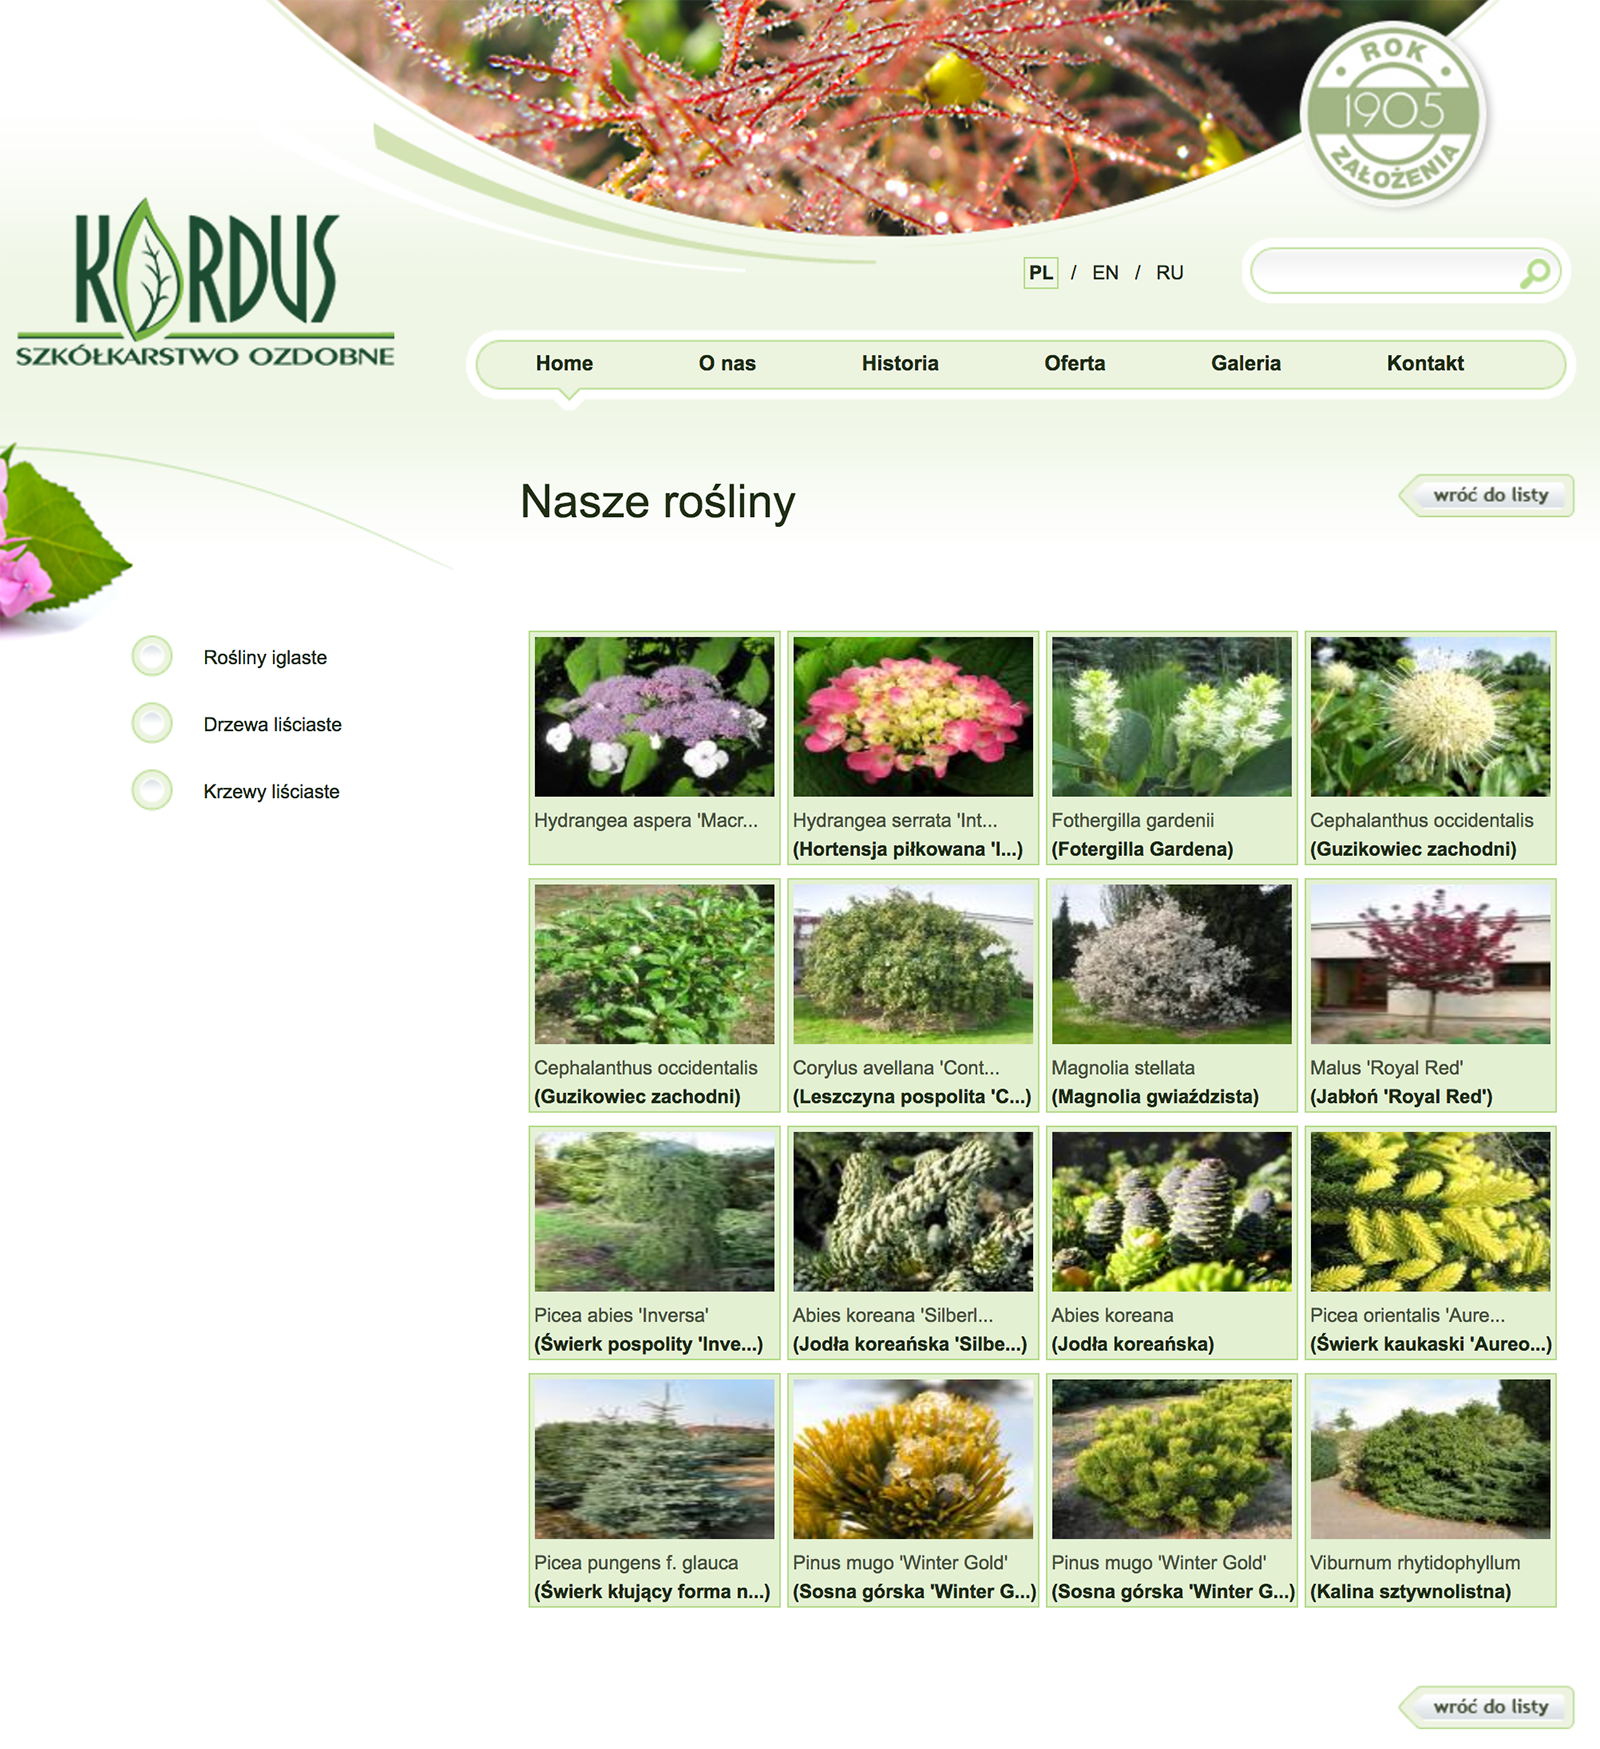 ROK
1905
ZAŁOŻENIA
KORDUS
SZKÓŁKARSTWO OZDOBNE
PL / EN / RU
Home O nas Historia Oferta Galeria Kontakt
Nasze rośliny
wróć do listy
Rośliny iglaste
Drzewa liściaste
Krzewy liściaste
Hydrangea aspera 'Macr...
Hydrangea serrata 'Int...
(Hortensja piłkowana 'I...)
Fothergilla gardenii
(Fotergilla Gardena)
Cephalanthus occidentalis
(Guzikowiec zachodni)
Cephalanthus occidentalis
(Guzikowiec zachodni)
Corylus avellana 'Cont...
(Leszczyna pospolita 'C...)
Magnolia stellata
(Magnolia gwiaździsta)
Malus 'Royal Red'
(Jabłoń 'Royal Red')
Picea abies 'Inversa'
(Świerk pospolity 'Inve...)
Abies koreana 'Silberl...
(Jodła koreańska 'Silbe...)
Abies koreana
(Jodła koreańska)
Picea orientalis 'Aure...
(Świerk kaukaski 'Aureo...)
Picea pungens f. glauca
(Świerk kłujący forma n...)
Pinus mugo 'Winter Gold'
(Sosna górska 'Winter G...)
Pinus mugo 'Winter Gold'
(Sosna górska 'Winter G...)
Viburnum rhytidophyllum
(Kalina sztywnolistna)
wróć do listy